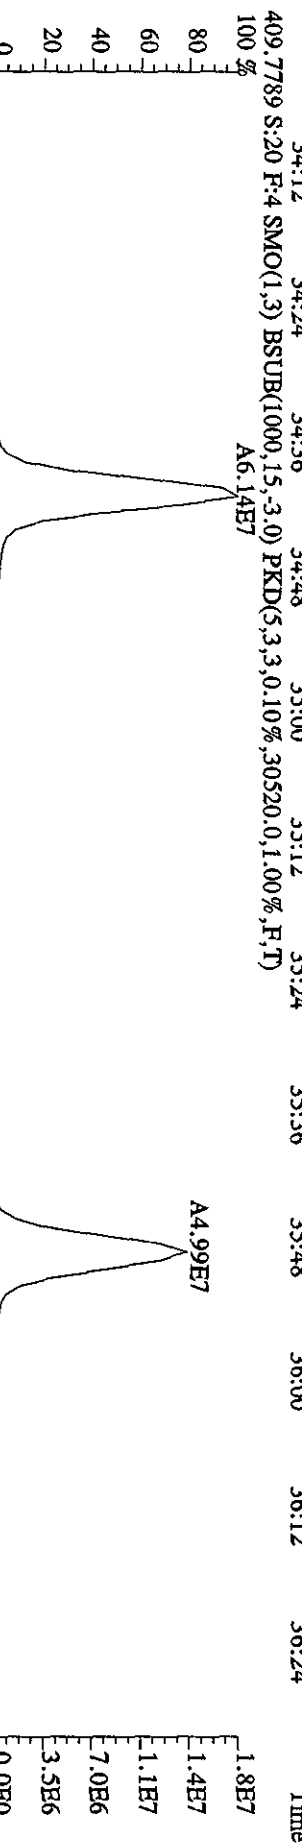 34:12 34:24 34:36 34:48 35:00 35:12 35:24 35:36 35:48 36:00 36:12 36:24 Time
409.7789 S:20 F:4 SMO(1,3) BSUB(1000,15,-3.0) PKD(5,3,3,0.10%,30520.0,1.00%,F,T)
100 %
A6.14E7
1.8E7
80
A4.99E7
1.4E7
60
1.1E7
40
7.0E6
20
3.5E6
0
0.0E0